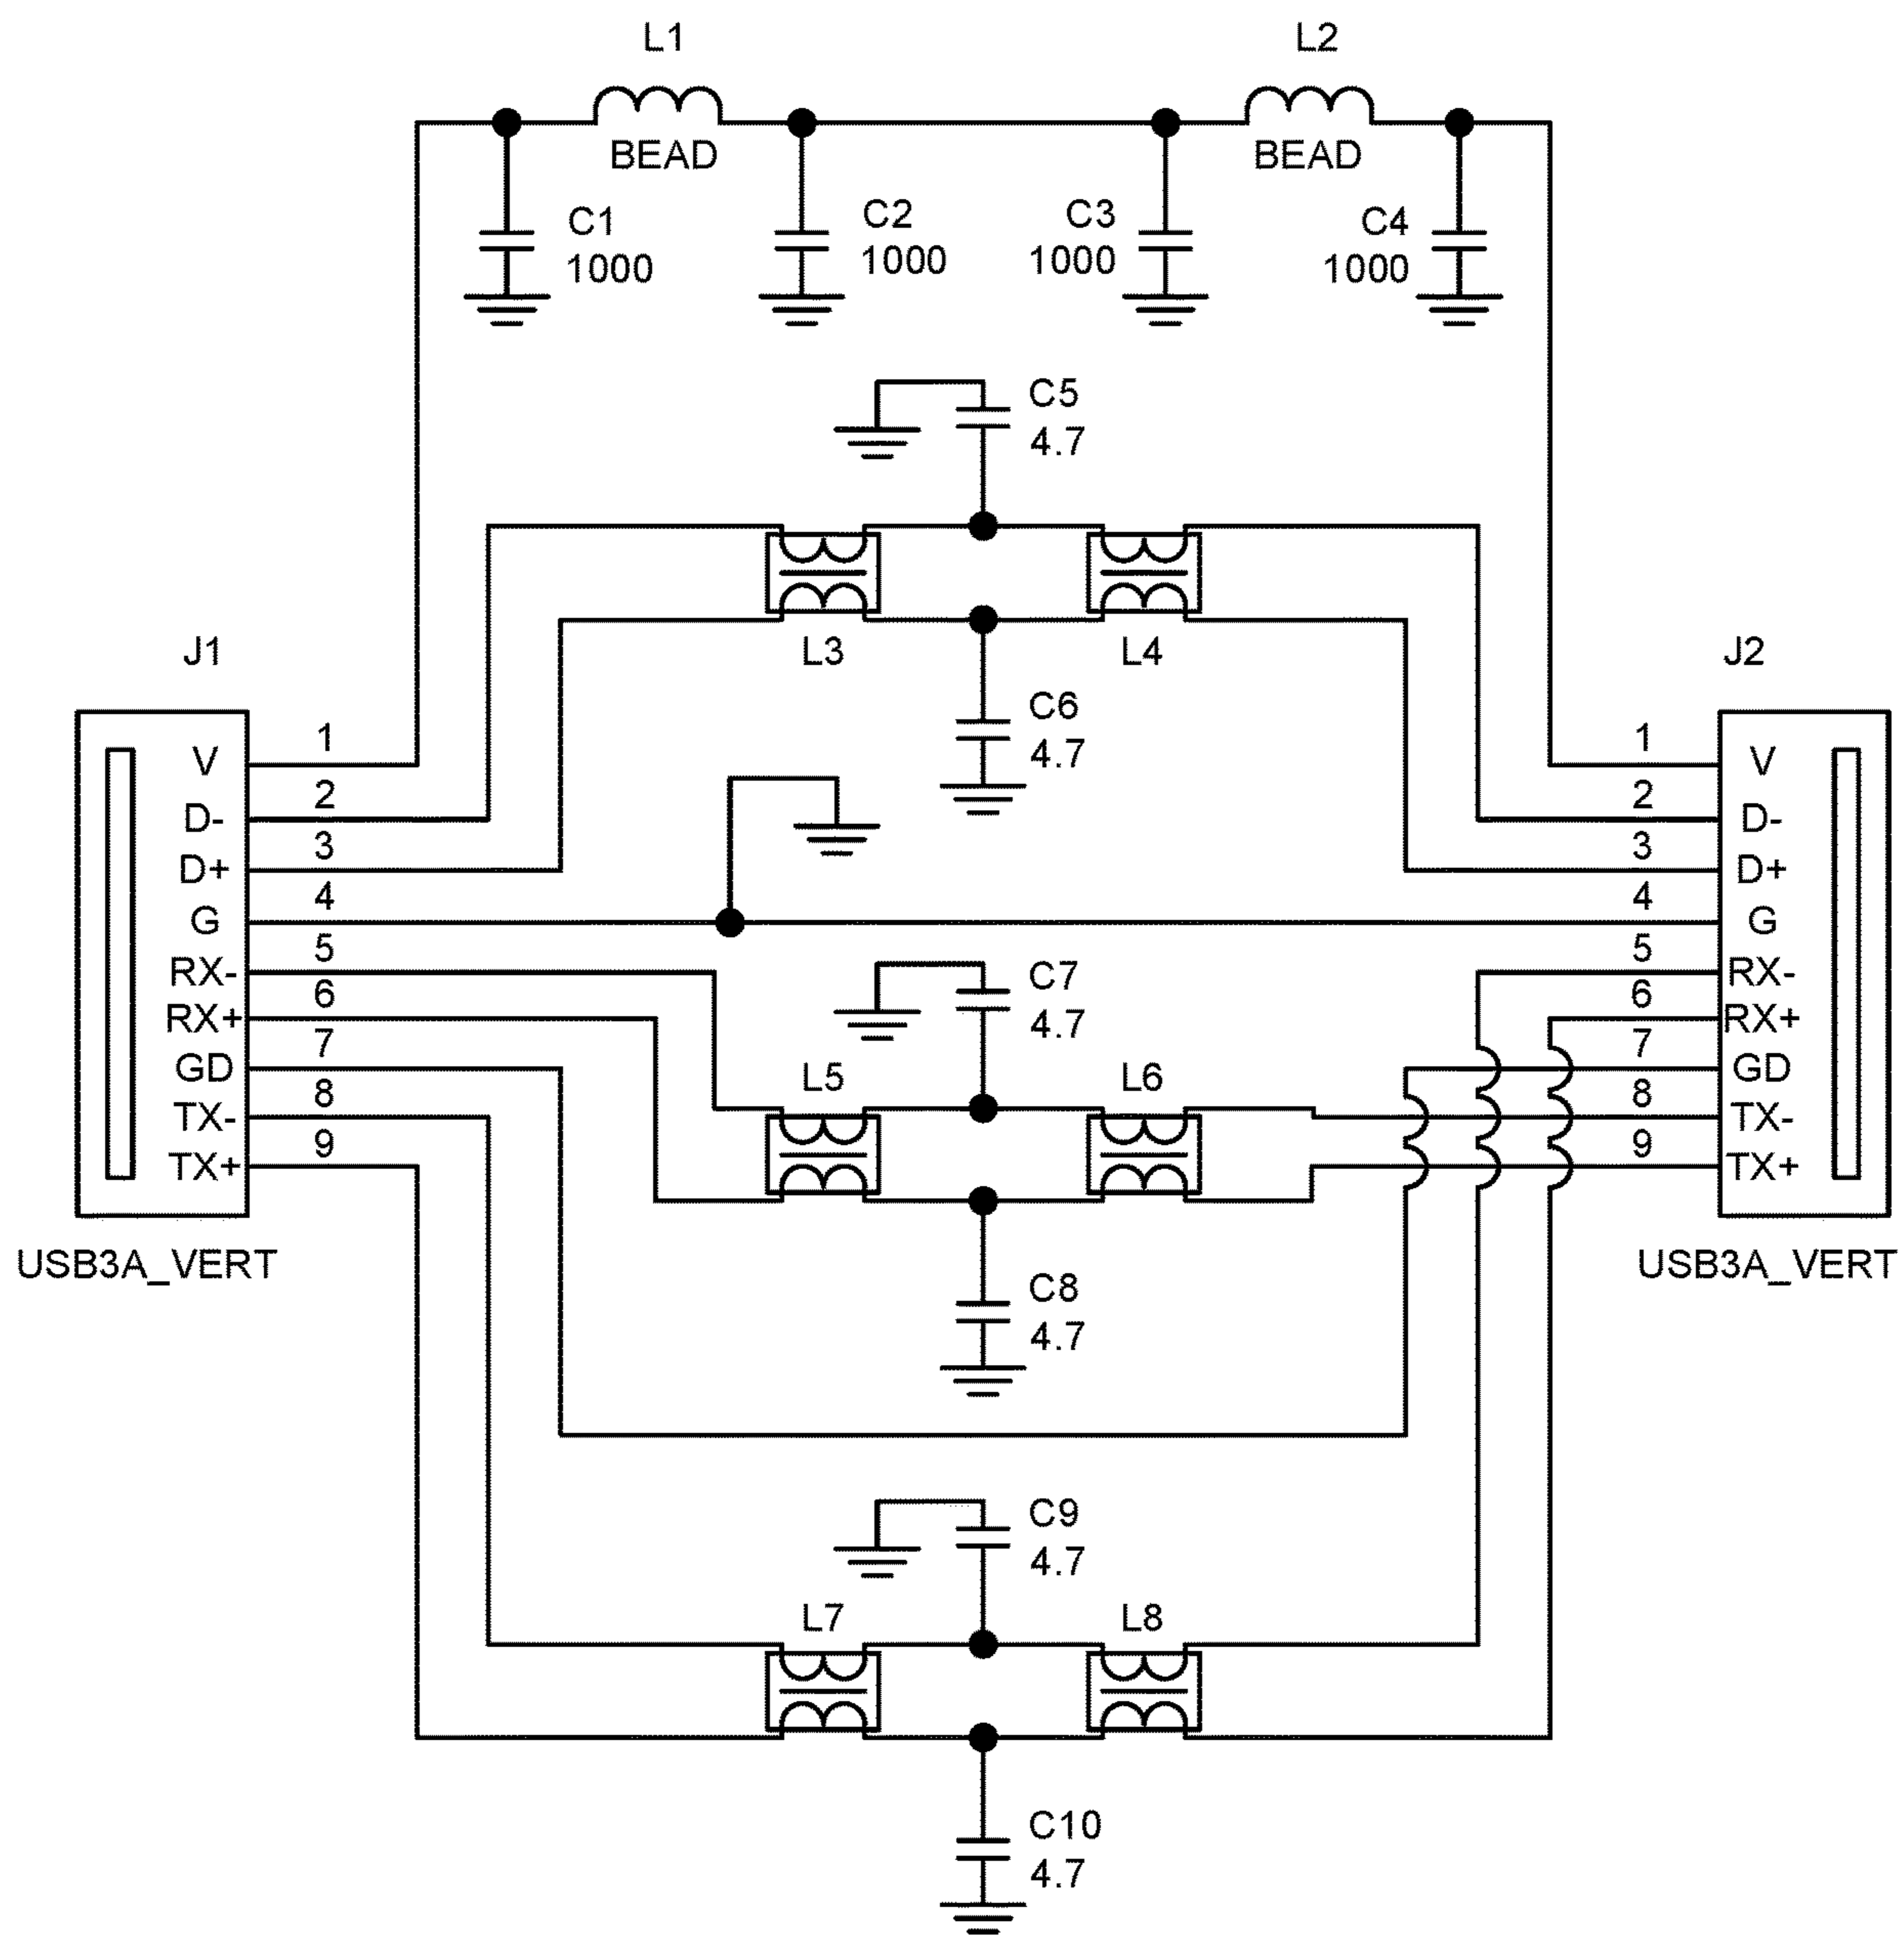 L1
L2
BEAD
BEAD
C1
1000
C2
1000
C3
1000
C4
1000
C5
4.7
L3
L4
C6
4.7
J1
J2
V
1
D-
2
D+
3
G
4
RX-
5
RX+
6
GD
7
TX-
8
TX+
9
USB3A_VERT
1
V
2
D-
3
D+
4
G
5
RX-
6
RX+
7
GD
8
TX-
9
TX+
USB3A_VERT
C7
4.7
L5
L6
C8
4.7
C9
4.7
L7
L8
C10
4.7